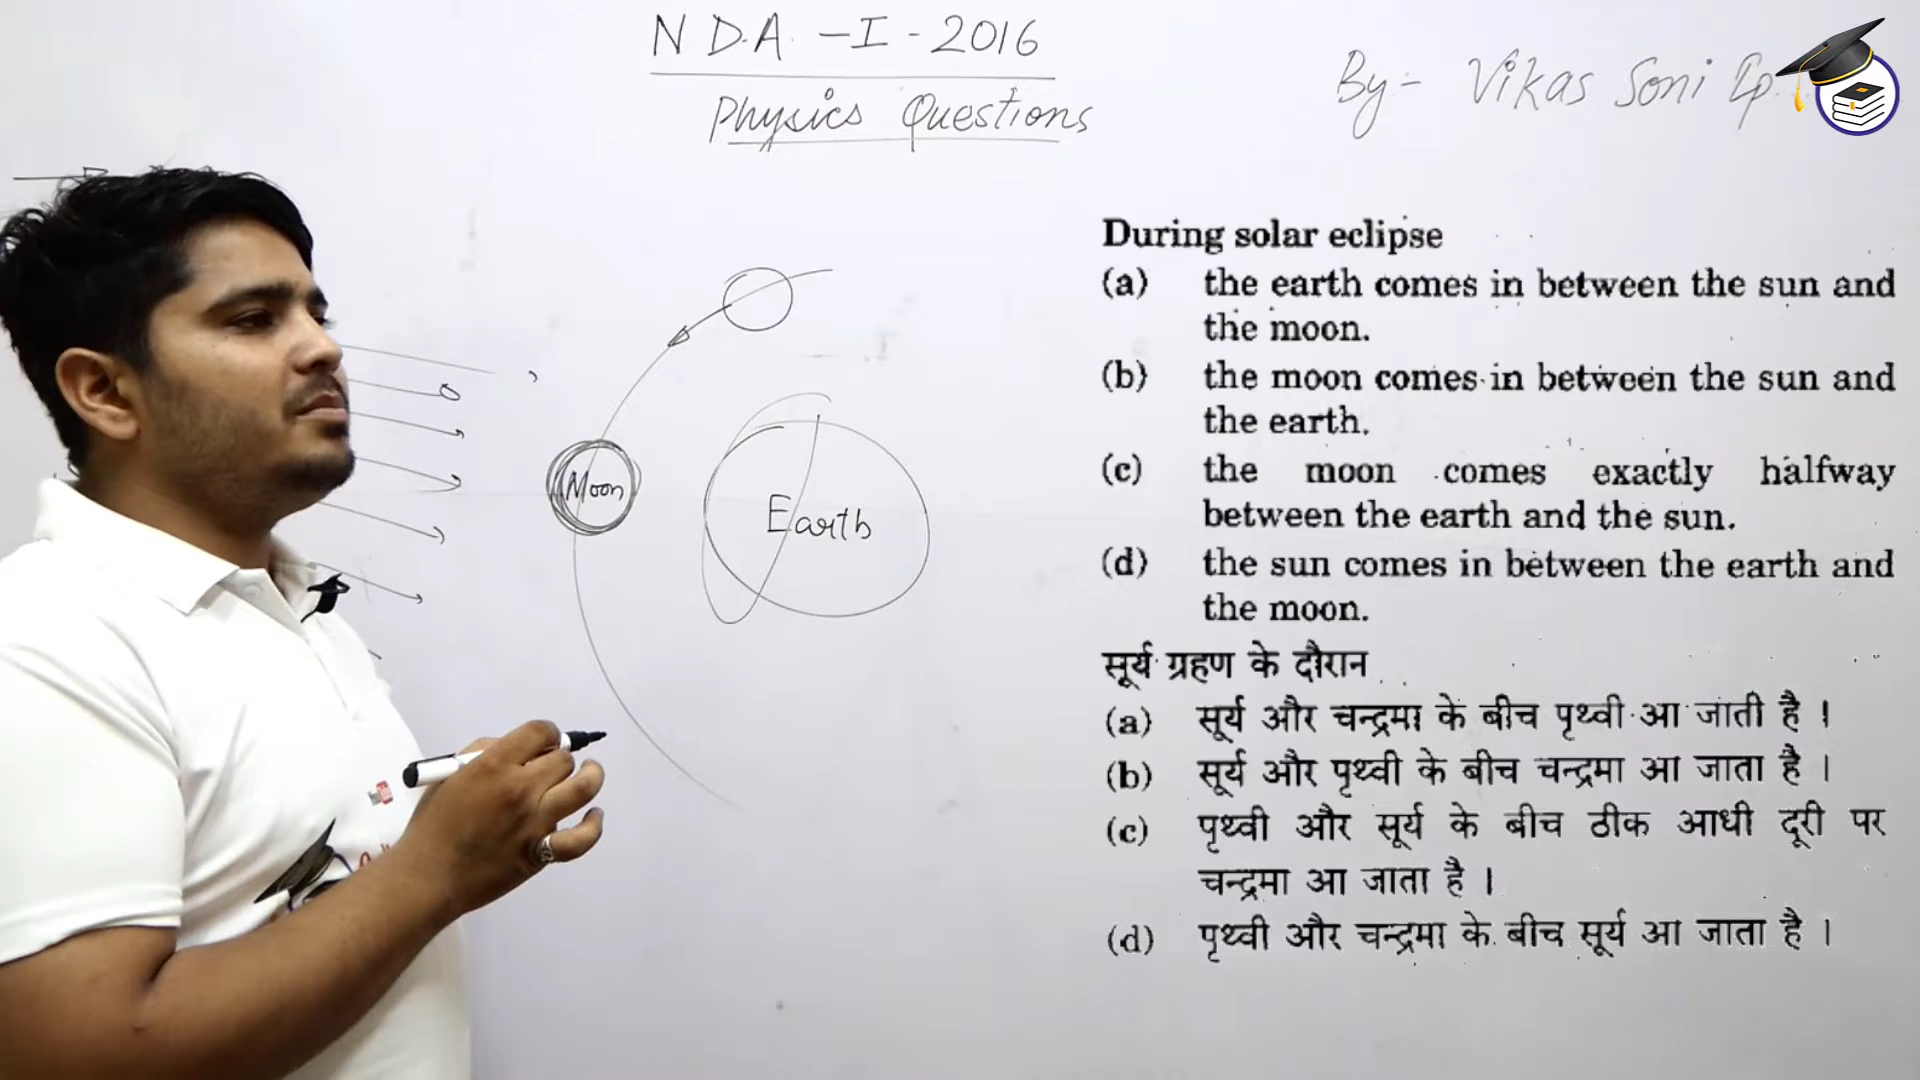 N D.A. - I - 2016
Physics Questions
By:- Vikas Soni
Moon
Earth
During solar eclipse
(a) the earth comes in between the sun and
the moon.
(b) the moon comes in between the sun and
the earth.
(c) the moon comes exactly halfway
between the earth and the sun.
(d) the sun comes in between the earth and
the moon.
सूर्य ग्रहण के दौरान
(a) सूर्य और चन्द्रमा के बीच पृथ्वी आ जाती है ।
(b) सूर्य और पृथ्वी के बीच चन्द्रमा आ जाता है ।
(c) पृथ्वी और सूर्य के बीच ठीक आधी दूरी पर
चन्द्रमा आ जाता है ।
(d) पृथ्वी और चन्द्रमा के बीच सूर्य आ जाता है ।